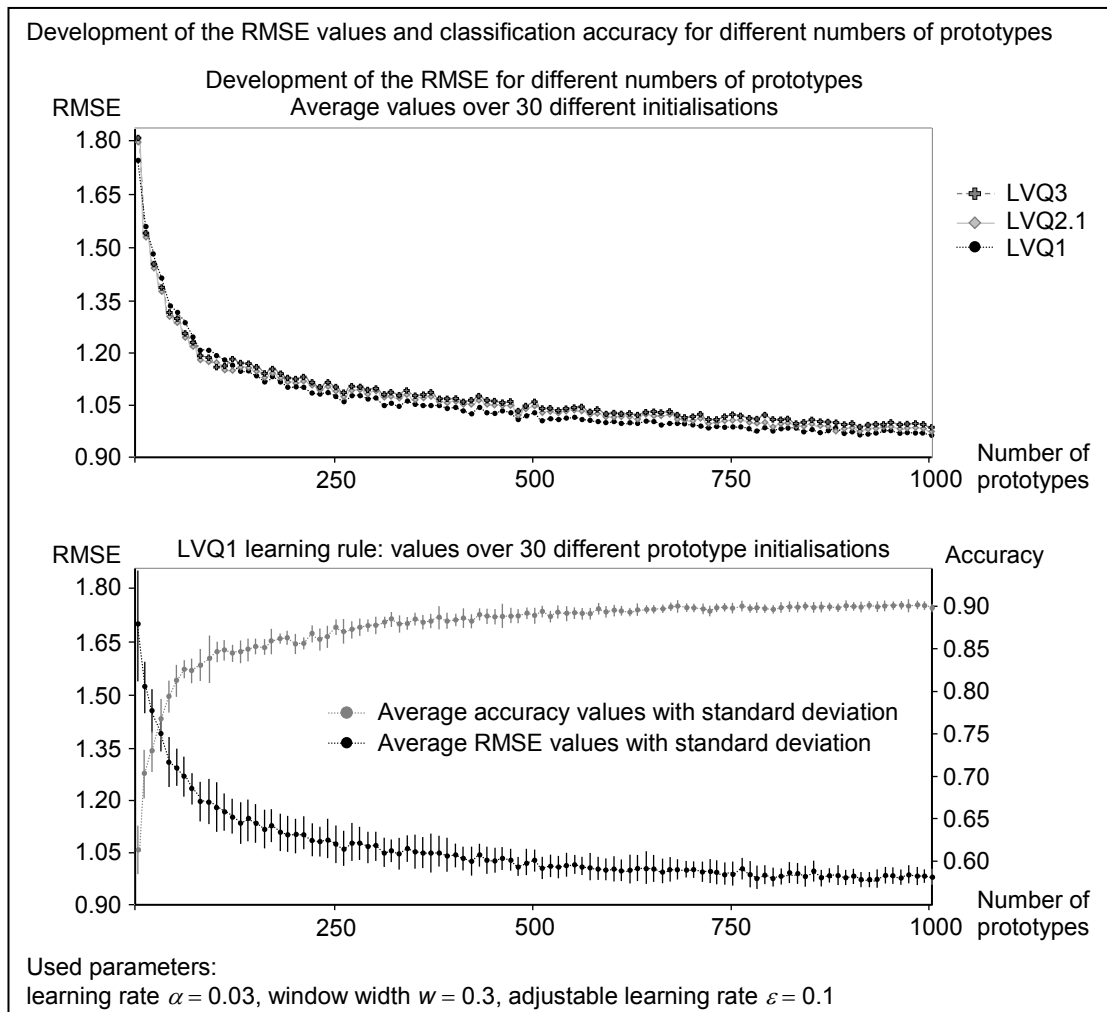 Development of the RMSE values and classification accuracy for different numbers of prototypes
Development of the RMSE for different numbers of prototypes
Average values over 30 different initialisations
RMSE
1.80
1.65
1.50
1.35
1.20
1.05
0.90
250
500
750
1000
Number of
prototypes
LVQ3
LVQ2.1
LVQ1
LVQ1 learning rule: values over 30 different prototype initialisations
RMSE
Accuracy
1.80
1.65
1.50
1.35
1.20
1.05
0.90
0.90
0.85
0.80
0.75
0.70
0.65
0.60
Average accuracy values with standard deviation
Average RMSE values with standard deviation
250
500
750
1000
Number of
prototypes
Used parameters:
learning rate α = 0.03, window width w = 0.3, adjustable learning rate ε = 0.1